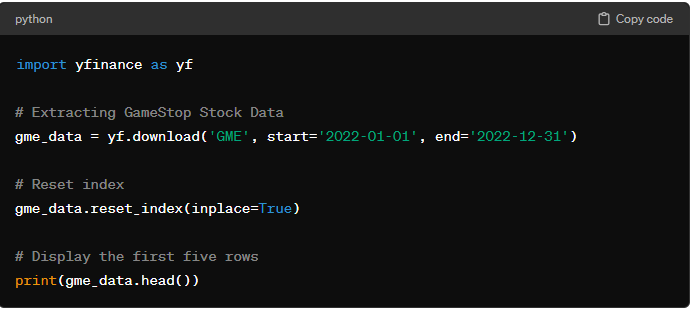 python
Copy code
import yfinance as yf
# Extracting GameStop Stock Data
gme_data = yf.download('GME', start='2022-01-01', end='2022-12-31')
# Reset index
gme_data.reset_index(inplace=True)
# Display the first five rows
print(gme_data.head())